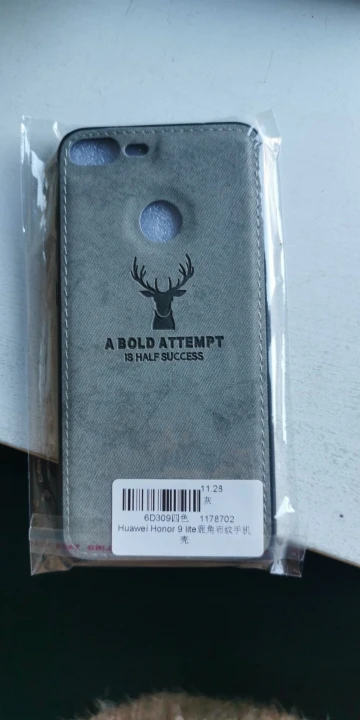 A BOLD ATTEMPT
IS HALF SUCCESS
11.28
灰
6D309四色 1178702
Huawei Honor 9 lite鹿角布纹手机
壳